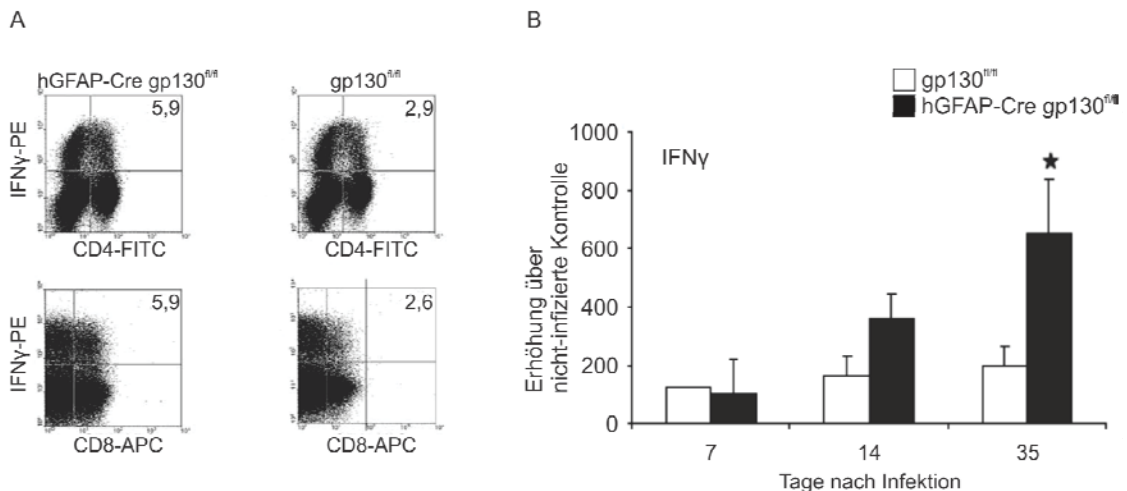 A
B
hGFAP-Cre gp130fl/fl
gp130fl/fl
5,9
2,9
IFNγ-PE
CD4-FITC
CD4-FITC
5,9
2,6
IFNγ-PE
CD8-APC
CD8-APC
gp130fl/fl
hGFAP-Cre gp130fl/fl
IFNγ
Erhöhung über
nicht-infizierte Kontrolle
1000
800
600
400
200
0
7
14
35
Tage nach Infektion